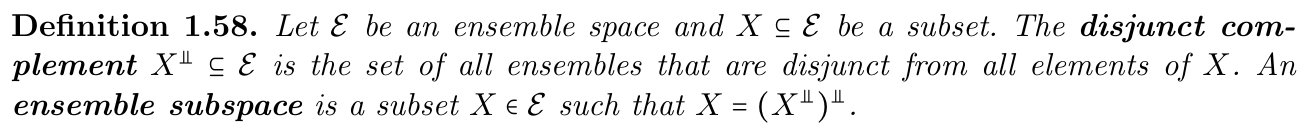 Definition 1.58. Let ℰ be an ensemble space and X ⊆ ℰ be a subset. The disjunct com-
plement X^⫫ ⊆ ℰ is the set of all ensembles that are disjunct from all elements of X. An
ensemble subspace is a subset X ∈ ℰ such that X = (X^⫫)^⫫.